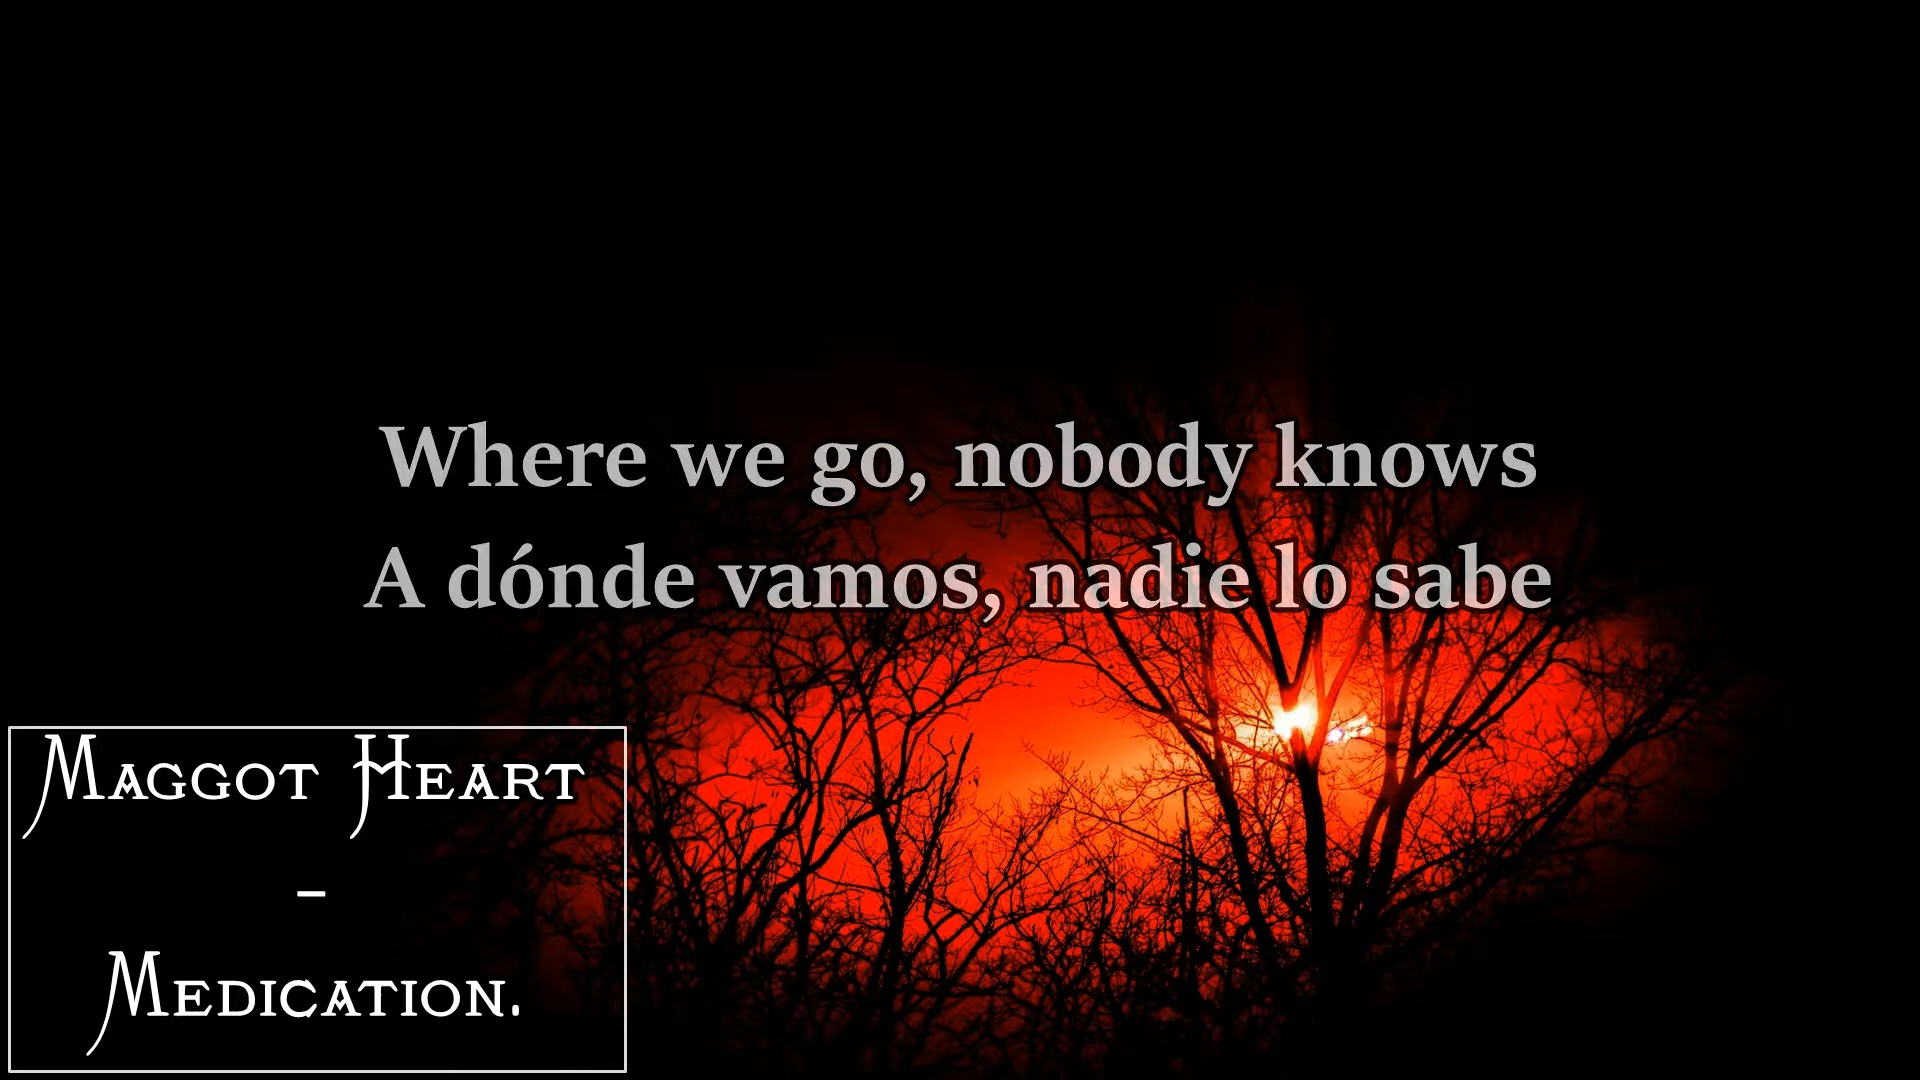 Where we go, nobody knows
A dónde vamos, nadie lo sabe
Maggot Heart
-
Medication.